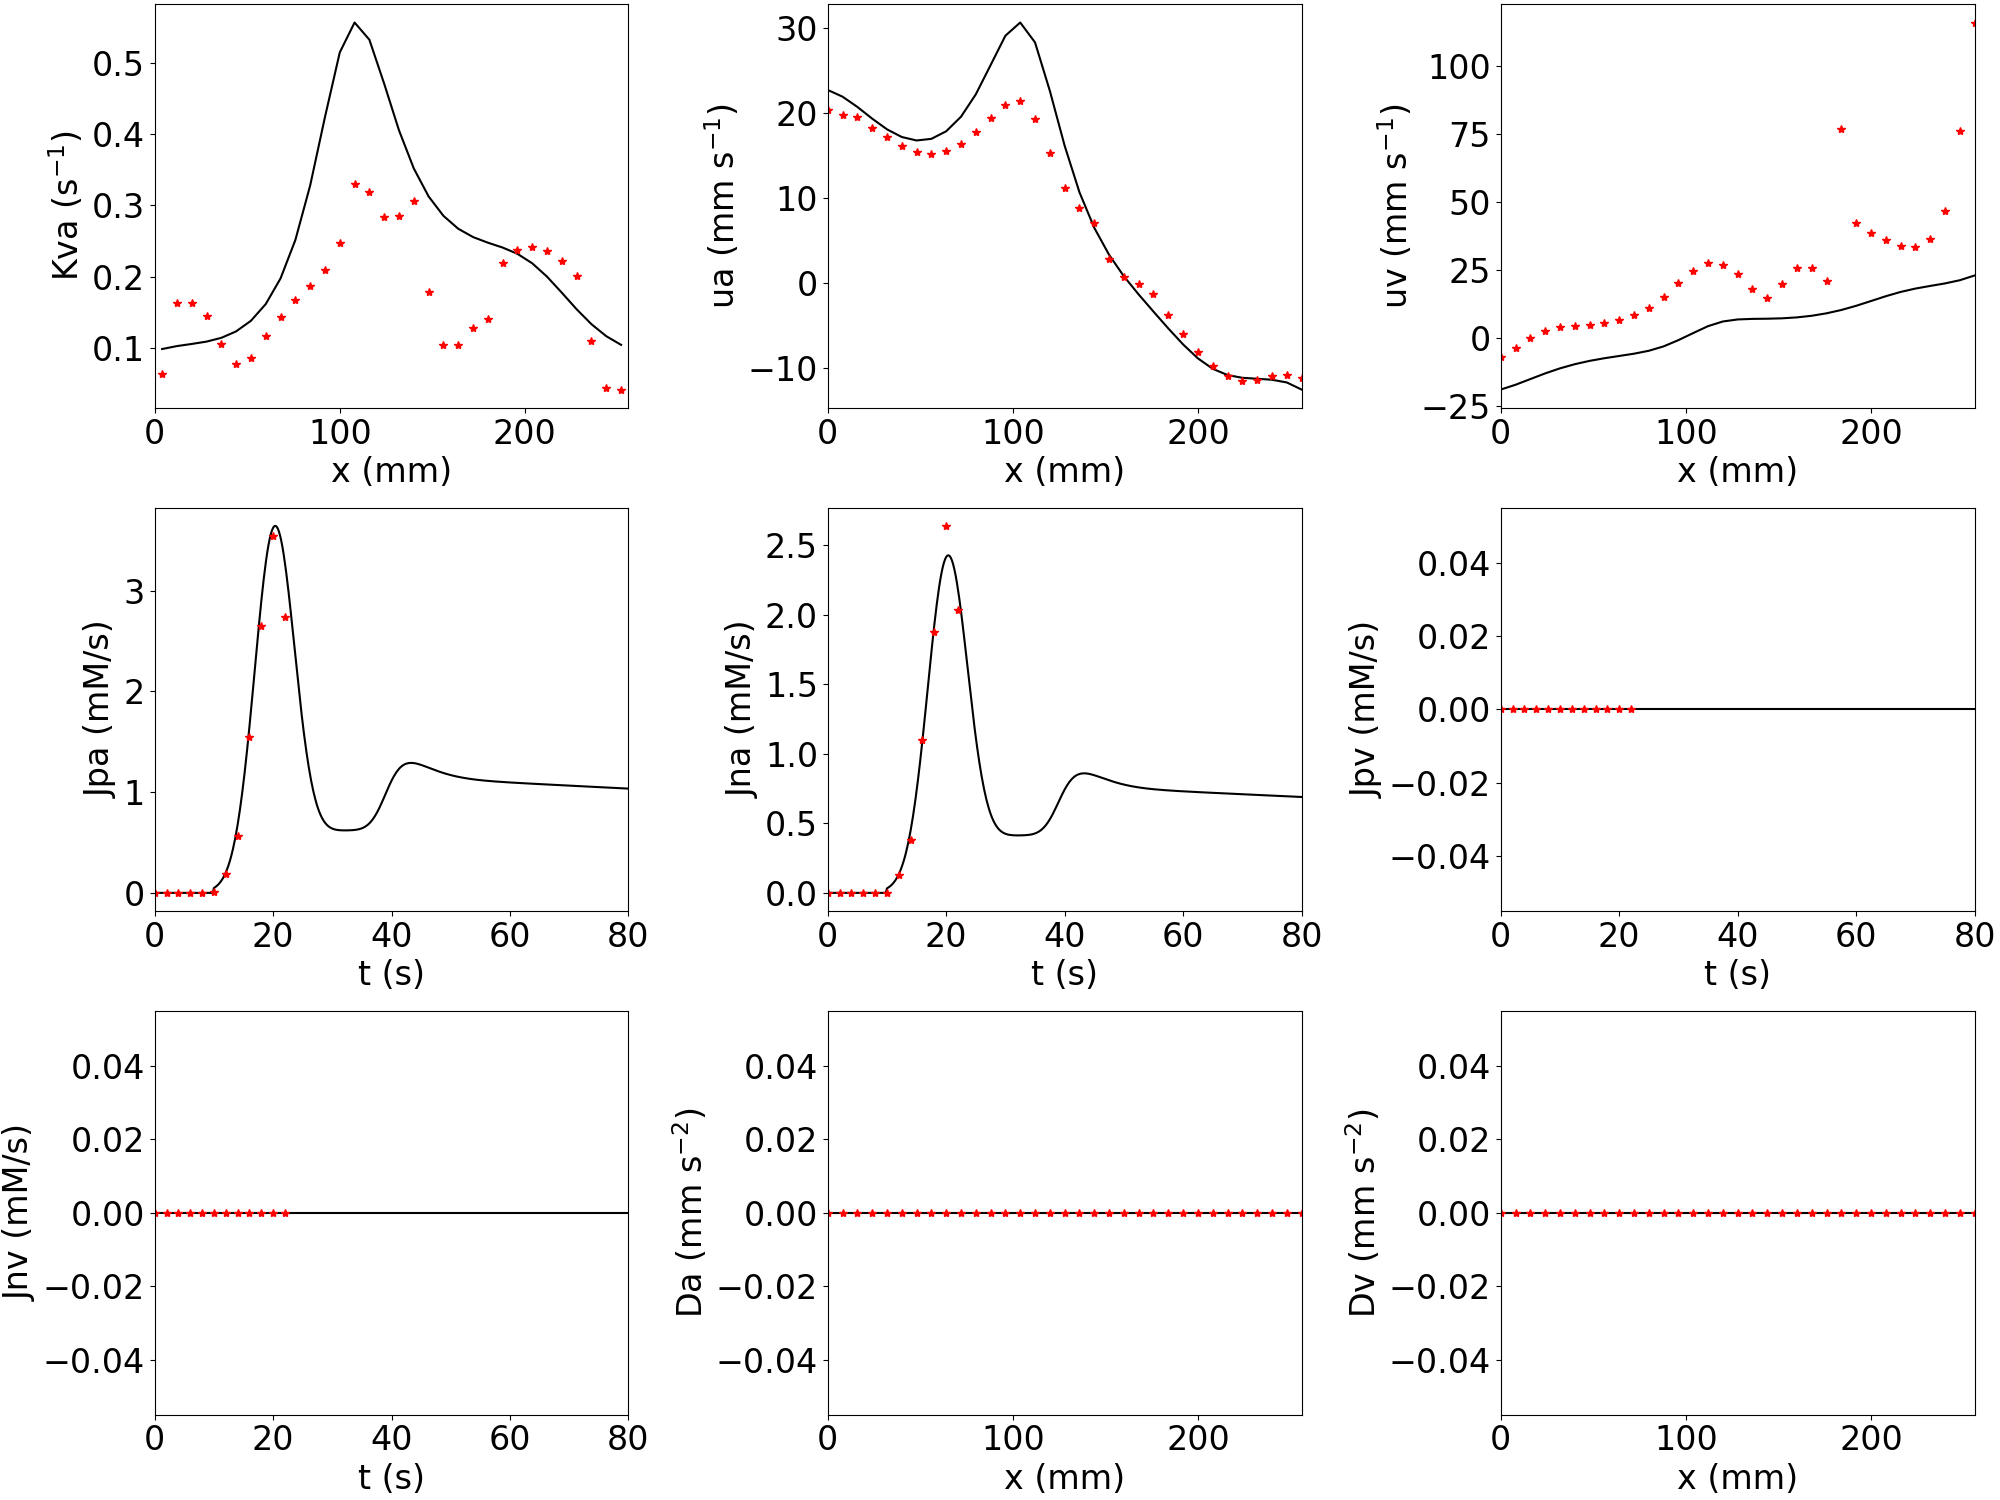 Kva (s⁻¹)
0.5
0.4
0.3
0.2
0.1
0 100 200
x (mm)
ua (mm s⁻¹)
30
20
10
0
−10
0 100 200
x (mm)
uv (mm s⁻¹)
100
75
50
25
0
−25
0 100 200
x (mm)
Jpa (mM/s)
3
2
1
0
0 20 40 60 80
t (s)
Jna (mM/s)
2.5
2.0
1.5
1.0
0.5
0.0
0 20 40 60 80
t (s)
Jpv (mM/s)
0.04
0.02
0.00
−0.02
−0.04
0 20 40 60 80
t (s)
Jnv (mM/s)
0.04
0.02
0.00
−0.02
−0.04
0 20 40 60 80
t (s)
Da (mm s⁻²)
0.04
0.02
0.00
−0.02
−0.04
0 100 200
x (mm)
Dv (mm s⁻²)
0.04
0.02
0.00
−0.02
−0.04
0 100 200
x (mm)